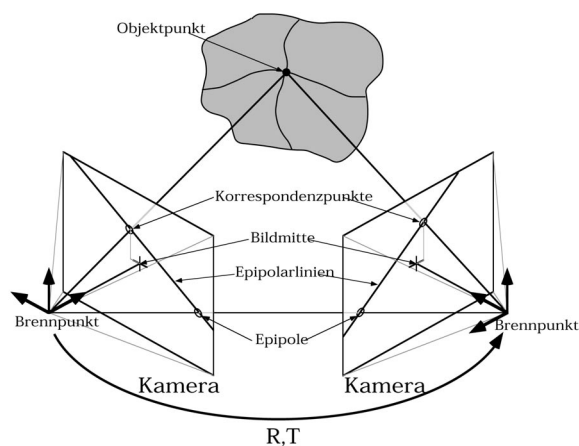 Objektpunkt
Korrespondenzpunkte
Bildmitte
Epipolarlinien
Brennpunkt
Brennpunkt
Epipole
Kamera
Kamera
R,T